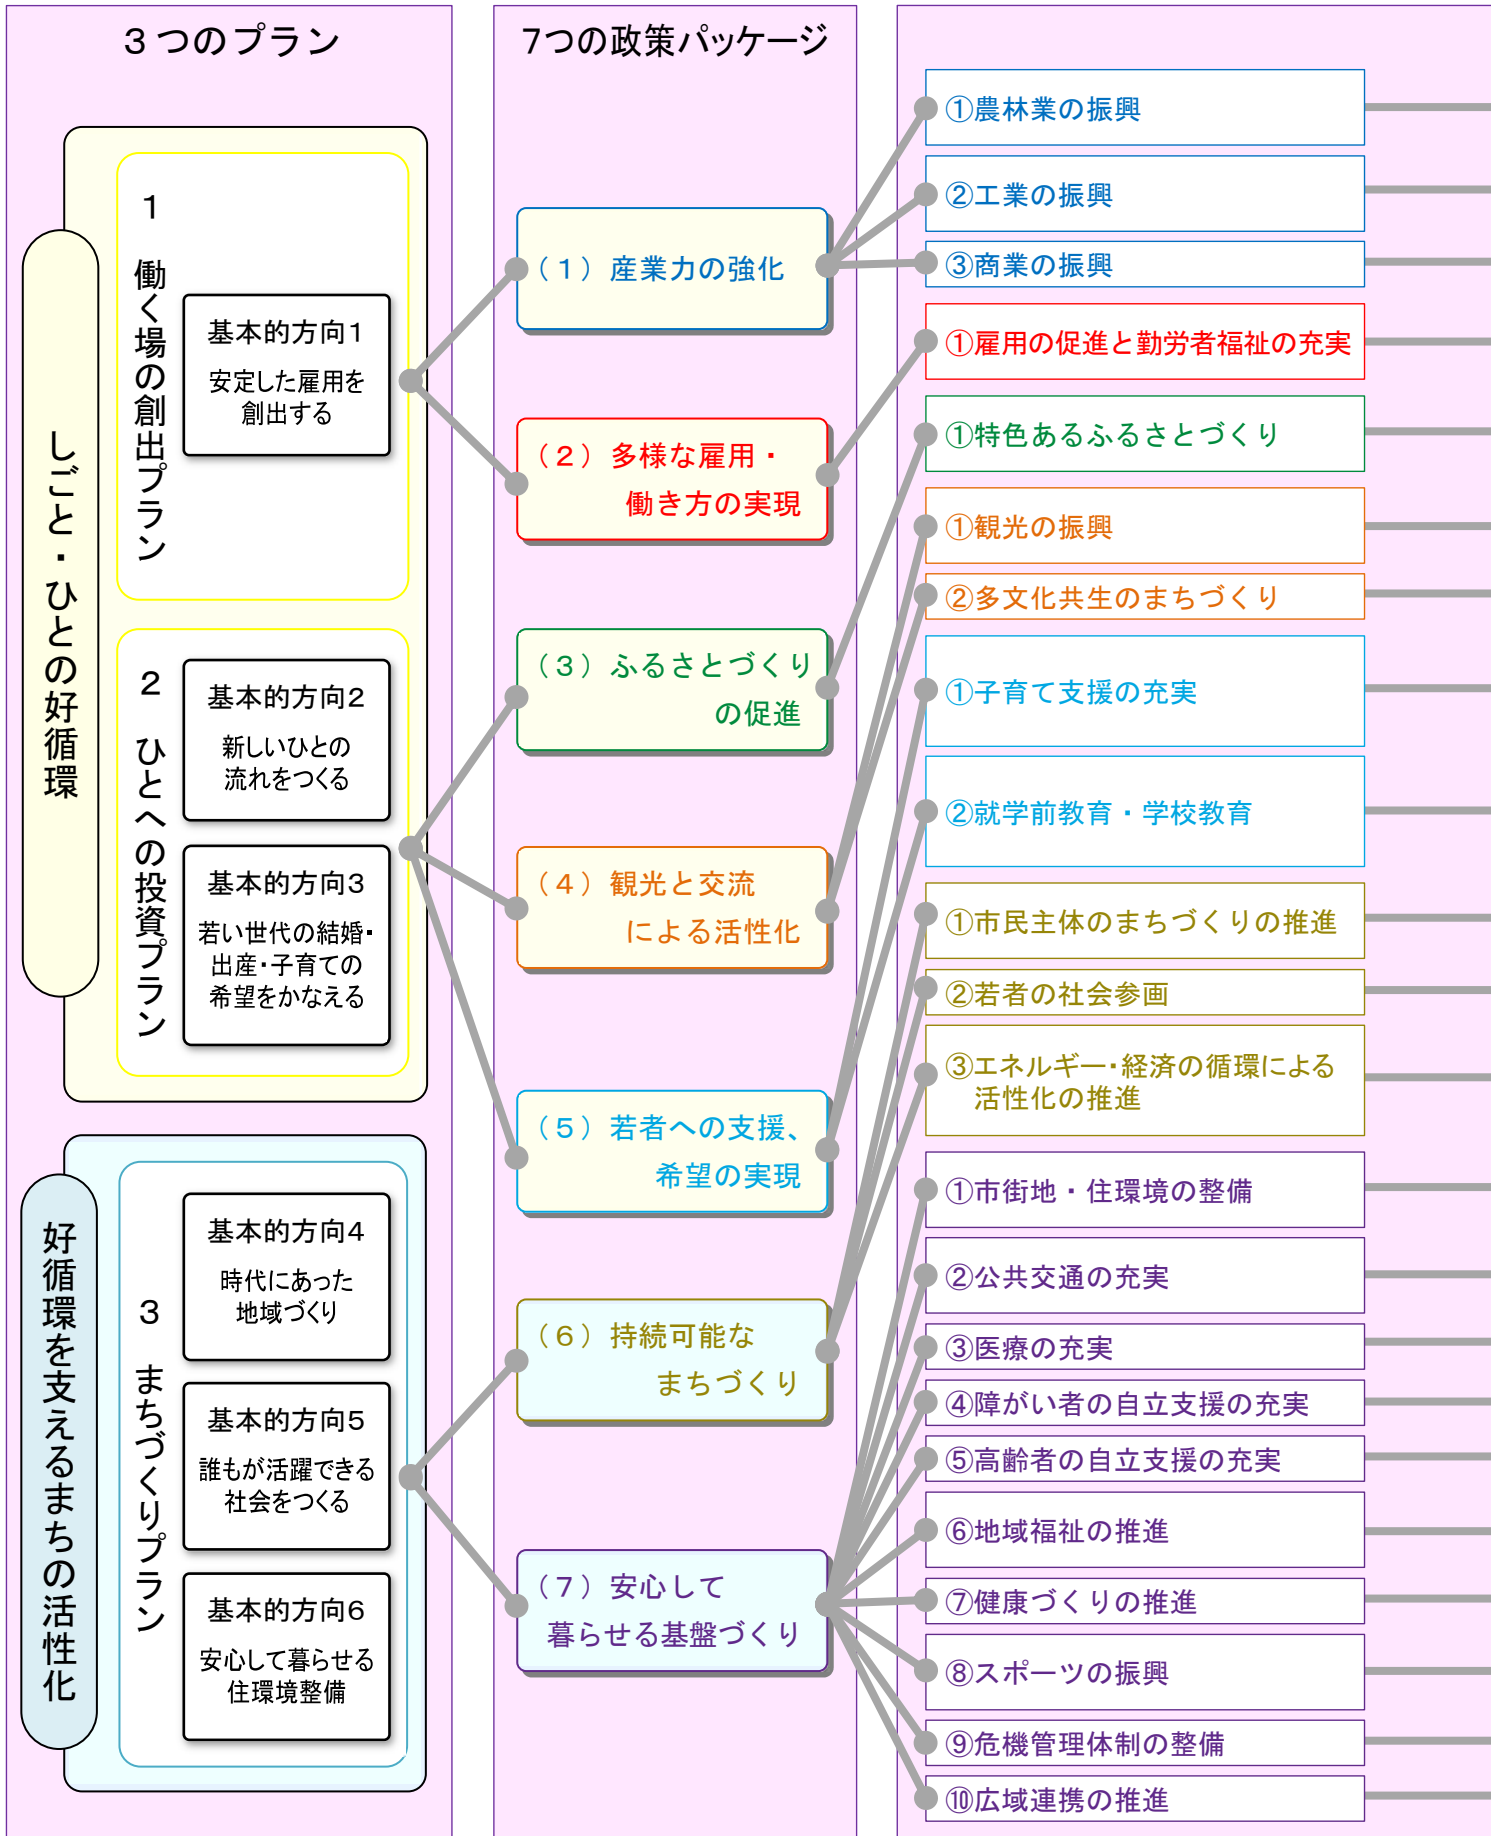 ３つのプラン
しごと・ひとの好循環
１ 働く場の創出プラン
基本的方向１
安定した雇用を
創出する
２ ひとへの投資プラン
基本的方向２
新しいひとの
流れをつくる
基本的方向３
若い世代の結婚・
出産・子育ての
希望をかなえる
好循環を支えるまちの活性化
３ まちづくりプラン
基本的方向４
時代にあった
地域づくり
基本的方向５
誰もが活躍できる
社会をつくる
基本的方向６
安心して暮らせる
住環境整備
7つの政策パッケージ
（１）産業力の強化
（２）多様な雇用・
働き方の実現
（３）ふるさとづくり
の促進
（４）観光と交流
による活性化
（５）若者への支援、
希望の実現
（６）持続可能な
まちづくり
（７）安心して
暮らせる基盤づくり
①農林業の振興
②工業の振興
③商業の振興
①雇用の促進と勤労者福祉の充実
①特色あるふるさとづくり
①観光の振興
②多文化共生のまちづくり
①子育て支援の充実
②就学前教育・学校教育
①市民主体のまちづくりの推進
②若者の社会参画
③エネルギー・経済の循環による
活性化の推進
①市街地・住環境の整備
②公共交通の充実
③医療の充実
④障がい者の自立支援の充実
⑤高齢者の自立支援の充実
⑥地域福祉の推進
⑦健康づくりの推進
⑧スポーツの振興
⑨危機管理体制の整備
⑩広域連携の推進